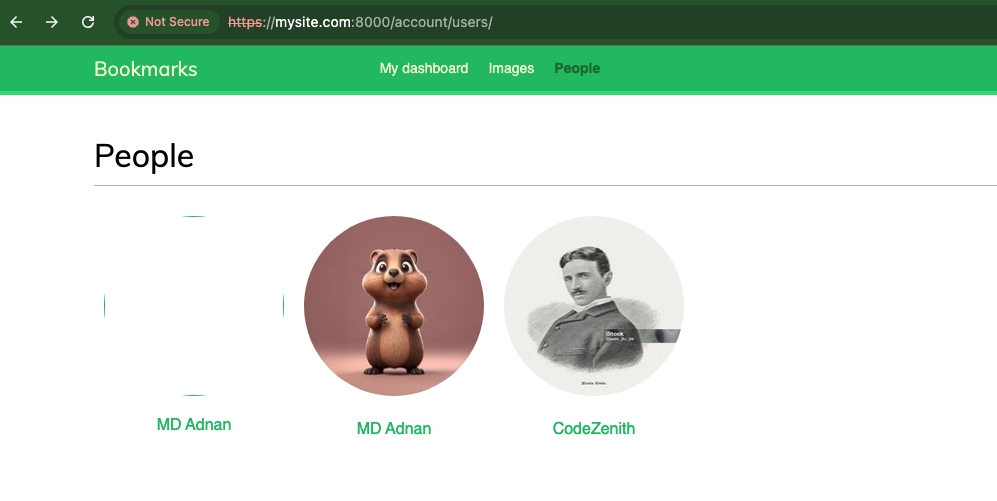 Not Secure https://mysite.com:8000/account/users/
Bookmarks My dashboard Images People
People
iStock
MD Adnan MD Adnan CodeZenith